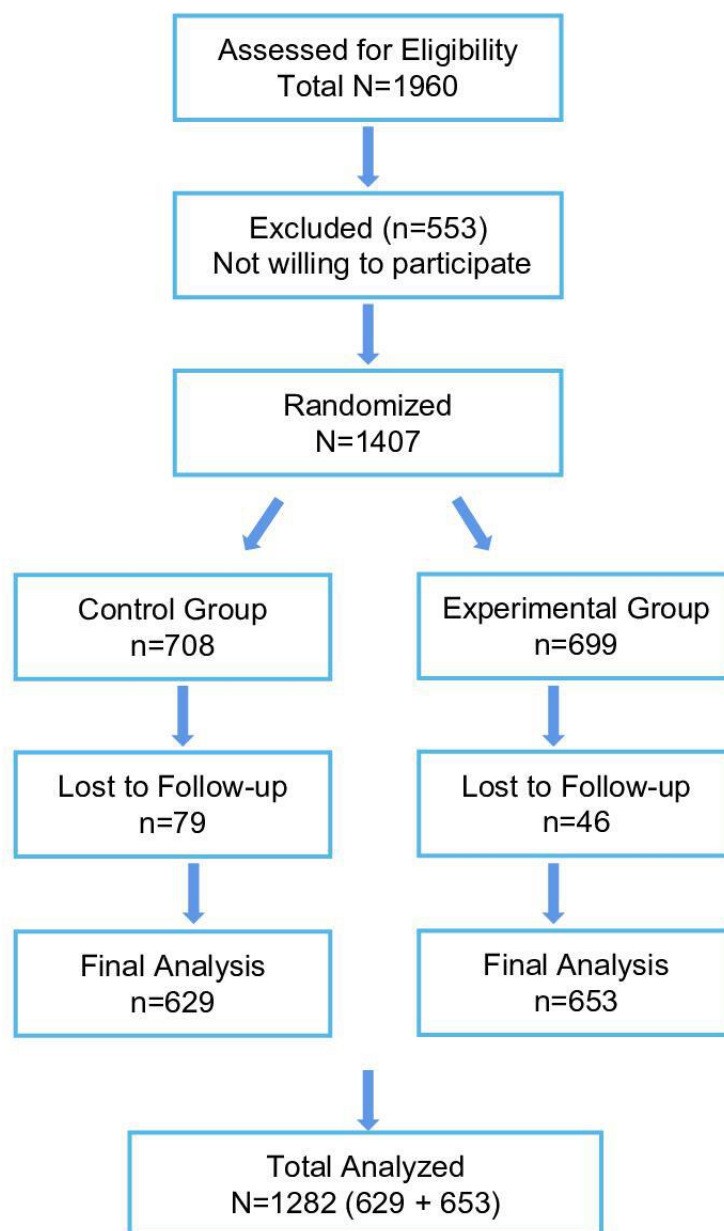 Assessed for Eligibility
Total N=1960
Excluded (n=553)
Not willing to participate
Randomized
N=1407
Control Group
n=708
Experimental Group
n=699
Lost to Follow-up
n=79
Lost to Follow-up
n=46
Final Analysis
n=629
Final Analysis
n=653
Total Analyzed
N=1282 (629 + 653)